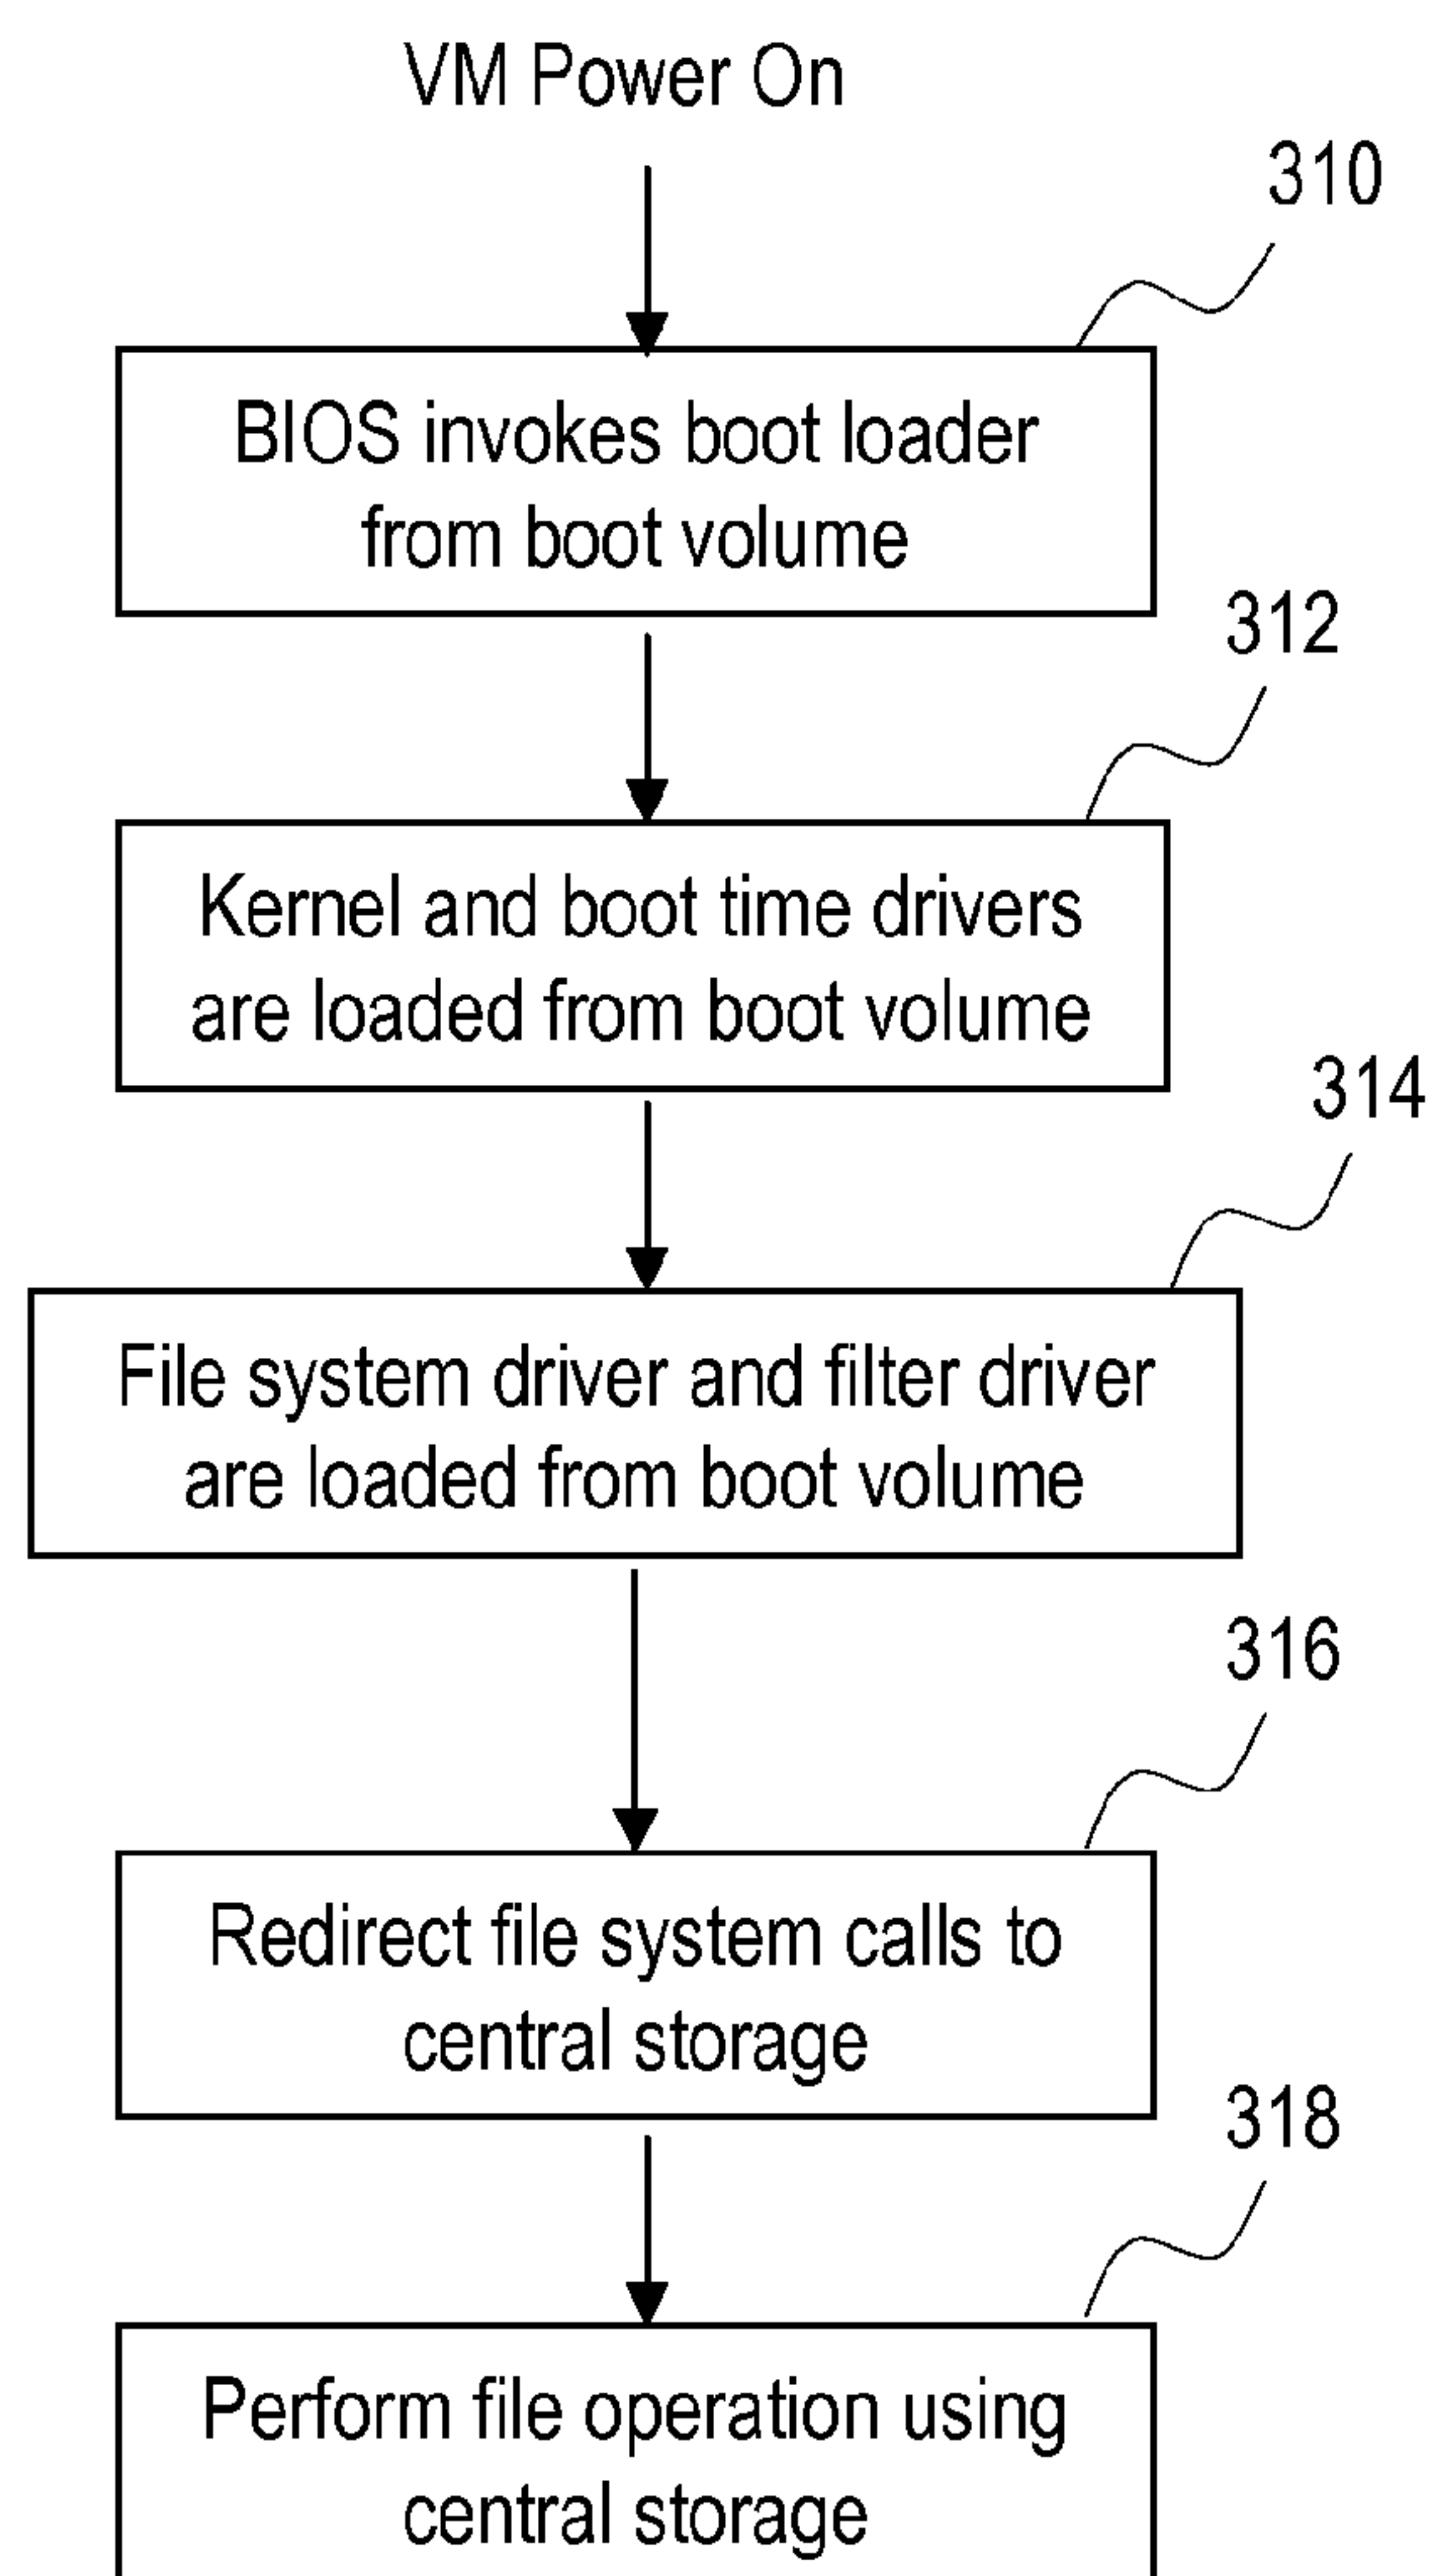 VM Power On
310
BIOS invokes boot loader
from boot volume
312
Kernel and boot time drivers
are loaded from boot volume
314
File system driver and filter driver
are loaded from boot volume
316
Redirect file system calls to
central storage
318
Perform file operation using
central storage